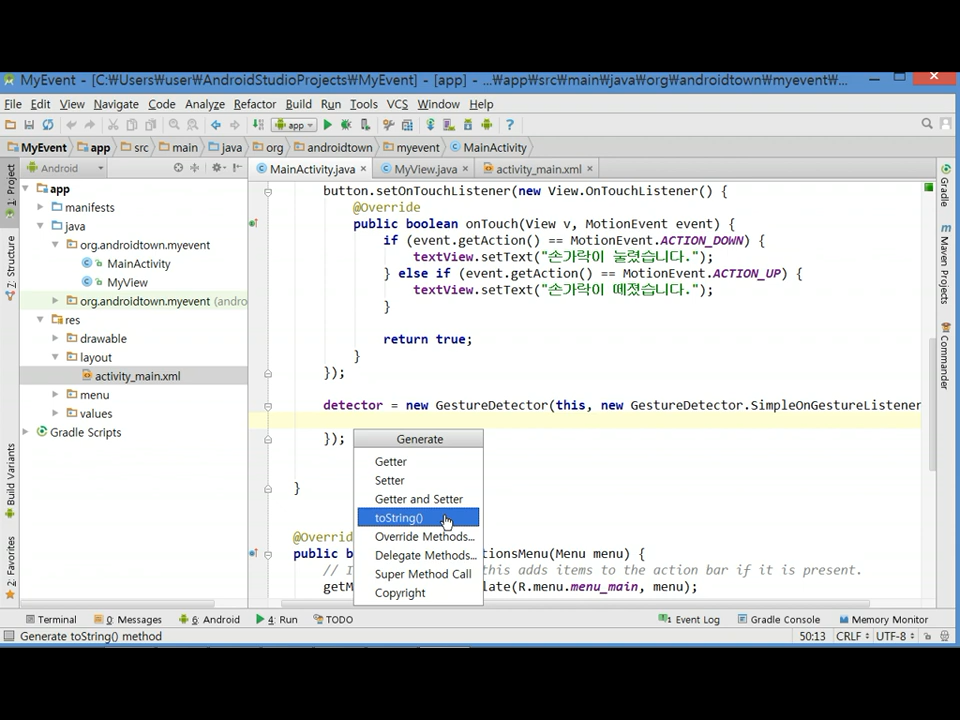 MyEvent - [C:₩Users₩user₩AndroidStudioProjects₩MyEvent] - [app] - ...₩app₩src₩main₩java₩org₩androidtown₩myevent₩...
File Edit View Navigate Code Analyze Refactor Build Run Tools VCS Window Help
app
MyEvent app src main java org androidtown myevent MainActivity
Android
MainActivity.java MyView.java activity_main.xml
1: Project
7: Structure
Build Variants
2: Favorites
app
manifests
java
org.androidtown.myevent
MainActivity
MyView
org.androidtown.myevent (andro
res
drawable
layout
activity_main.xml
menu
values
Gradle Scripts
button.setOnTouchListener(new View.OnTouchListener() {
@Override
public boolean onTouch(View v, MotionEvent event) {
if (event.getAction() == MotionEvent.ACTION_DOWN) {
textView.setText("손가락이 눌렸습니다.");
} else if (event.getAction() == MotionEvent.ACTION_UP) {
textView.setText("손가락이 떼졌습니다.");
}
return true;
}
});
detector = new GestureDetector(this, new GestureDetector.SimpleOnGestureListener
});
}
@Overrid
public b
ionsMenu(Menu menu) {
// I
this adds items to the action bar if it is present.
getM
late(R.menu.menu_main, menu);
Generate
Getter
Setter
Getter and Setter
toString()
Override Methods...
Delegate Methods...
Super Method Call
Copyright
Gradle
Maven Projects
Commander
Terminal 0: Messages 6: Android 4: Run TODO Event Log Gradle Console Memory Monitor
Generate toString() method 50:13 CRLF UTF-8